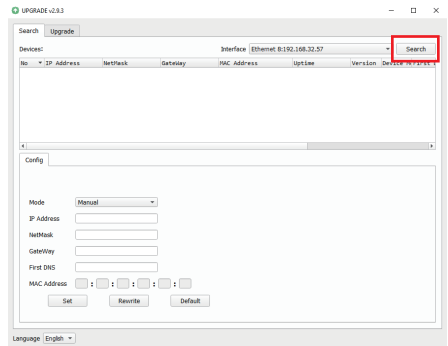 UPGRADE v2.9.3
Search Upgrade
Devices: Interface Ethernet 8:192.168.32.57 Search
No IP Address NetMask GateWay MAC Address Uptime Version Device
Config
Mode Manual
IP Address
NetMask
GateWay
First DNS
MAC Address : : : : :
Set Rewrite Default
Language English